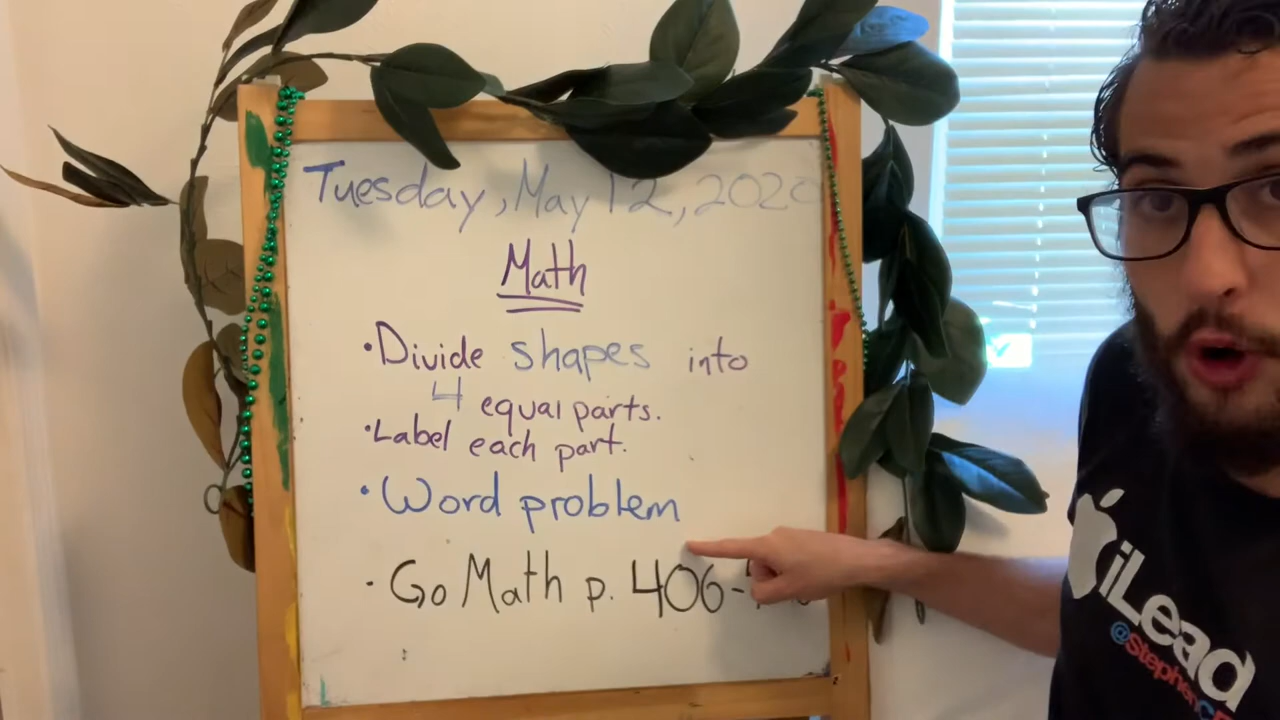 Tuesday, May 12, 2020
Math
• Divide shapes into
4 equal parts.
• Label each part.
• Word problem
• Go Math p. 406-
iLead